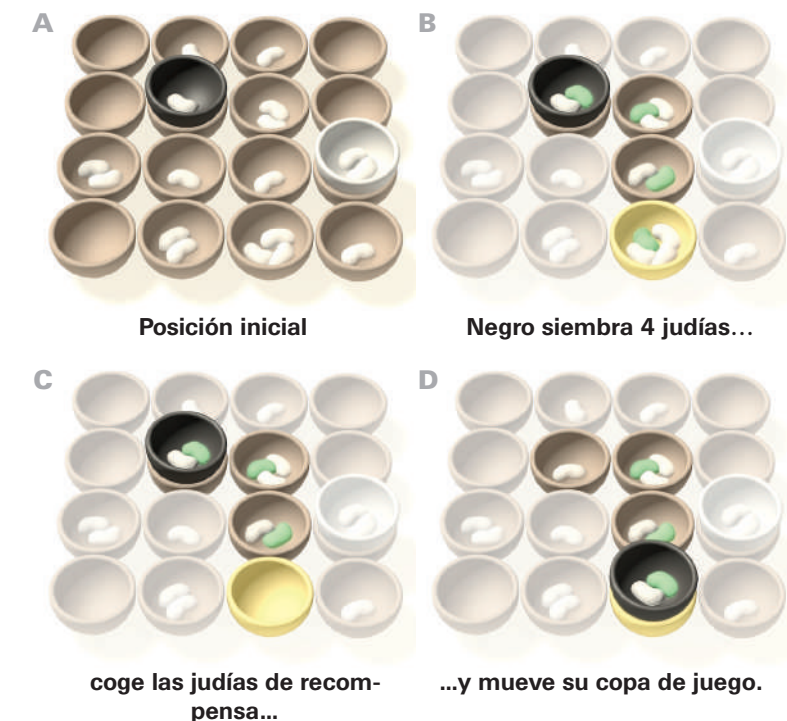 A
B
Posición inicial
Negro siembra 4 judías…
C
D
coge las judías de recom-
pensa...
...y mueve su copa de juego.